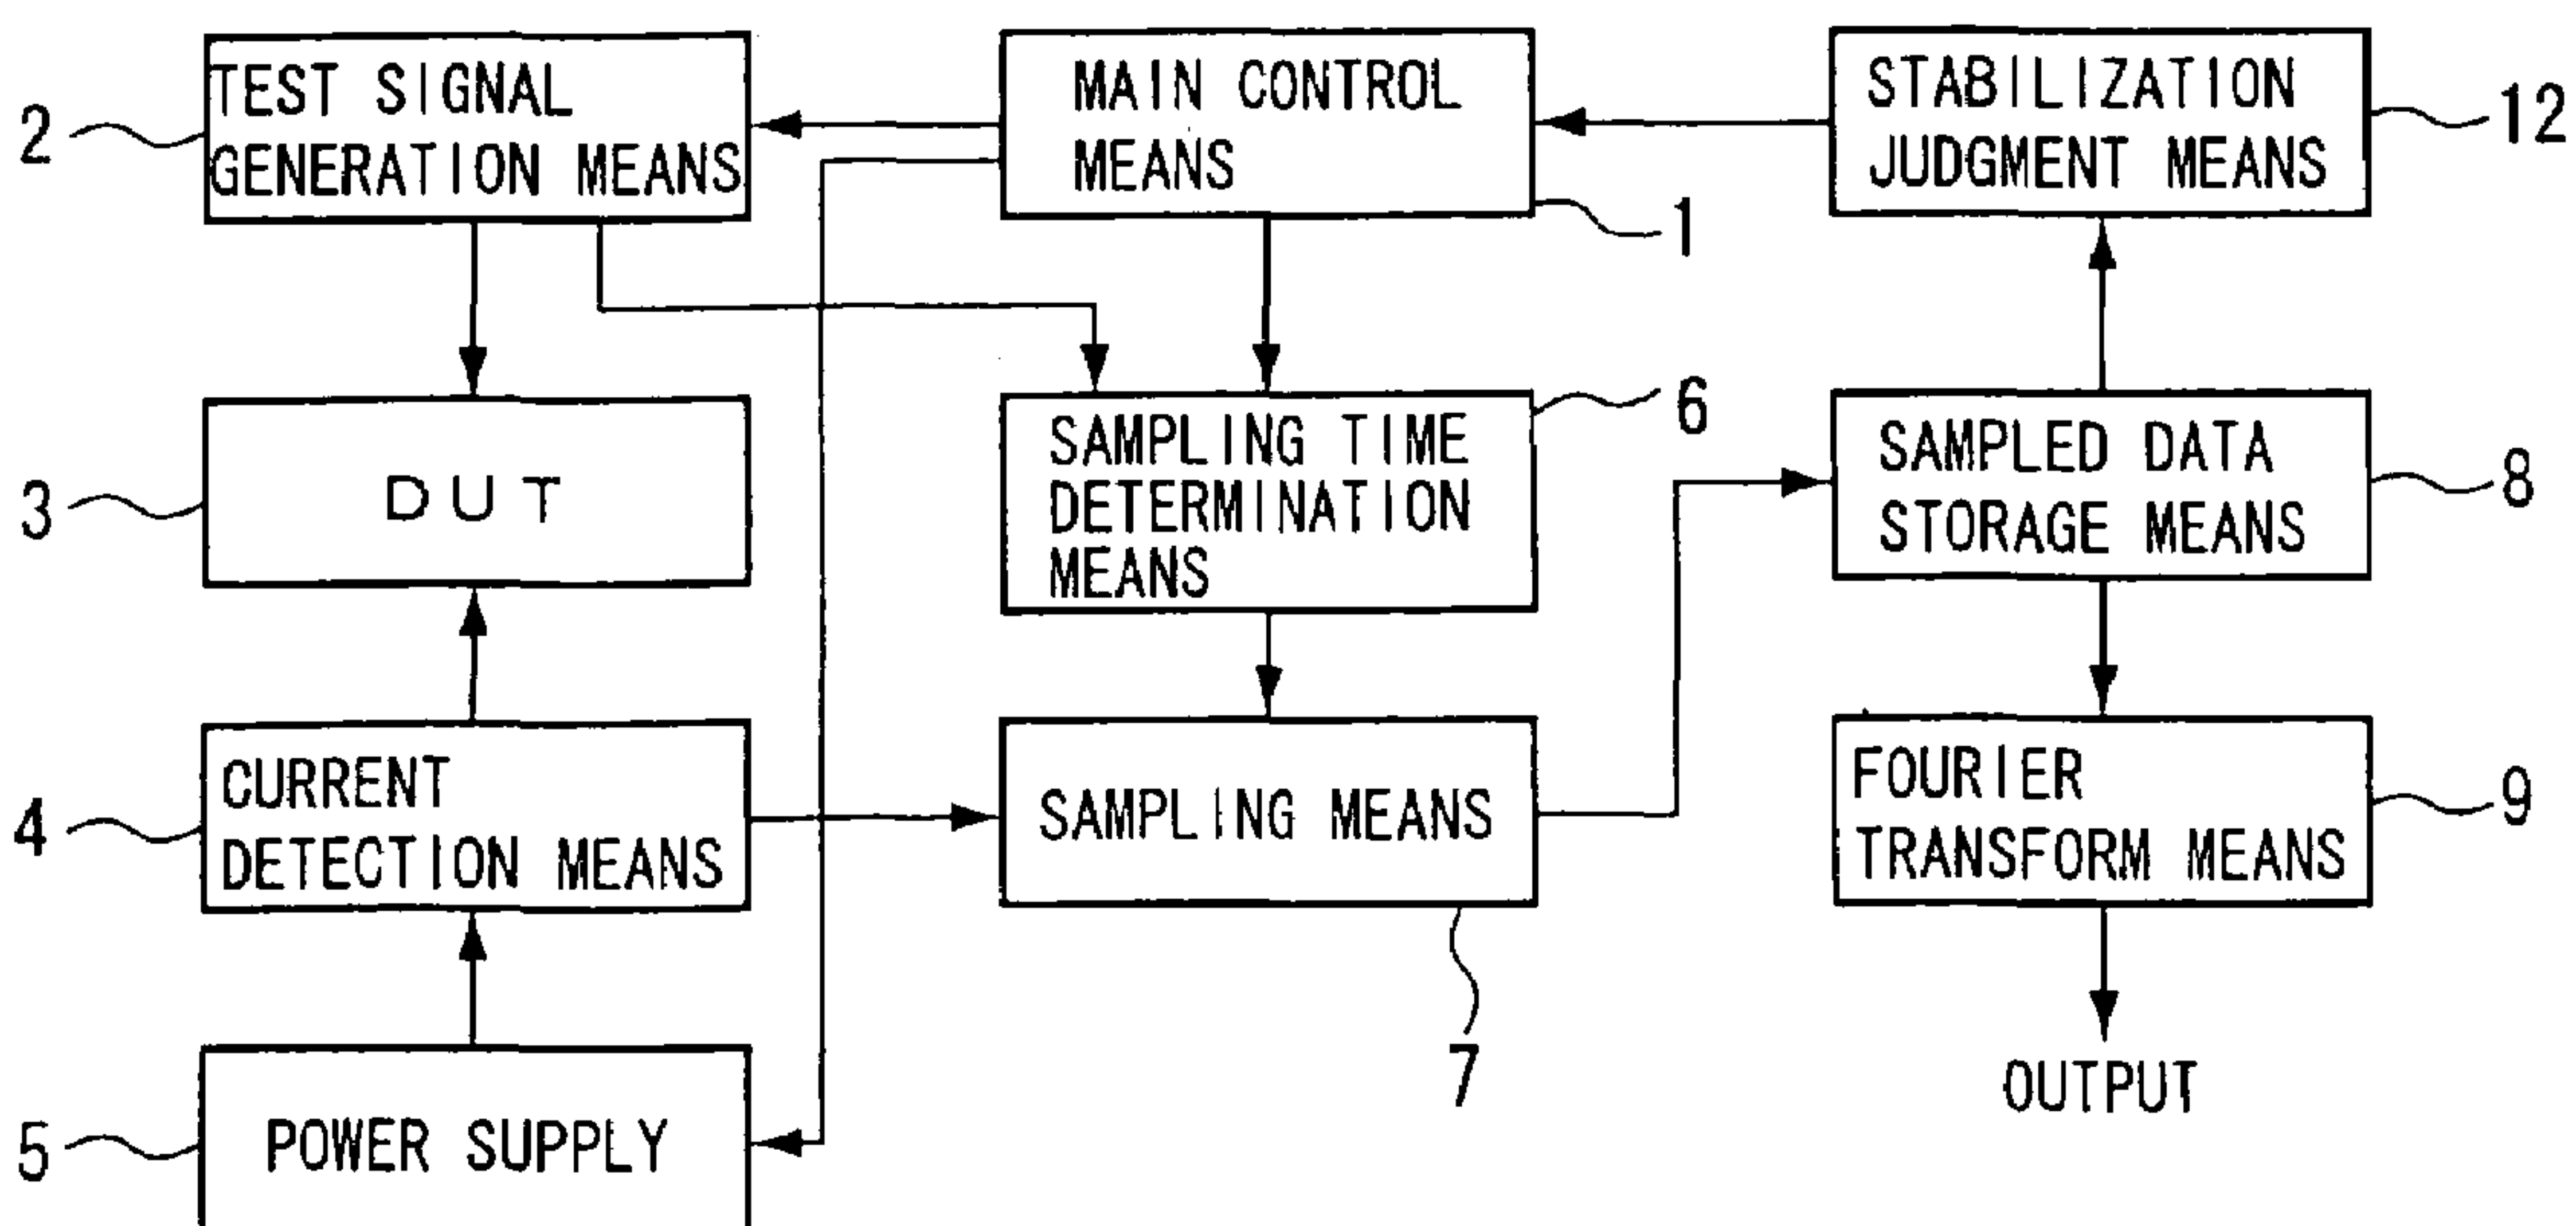 TEST SIGNAL
GENERATION MEANS
2
MAIN CONTROL
MEANS
1
STABILIZATION
JUDGMENT MEANS
12
DUT
3
SAMPLING TIME
DETERMINATION
MEANS
6
SAMPLED DATA
STORAGE MEANS
8
CURRENT
DETECTION MEANS
4
SAMPLING MEANS
7
FOURIER
TRANSFORM MEANS
9
POWER SUPPLY
5
OUTPUT